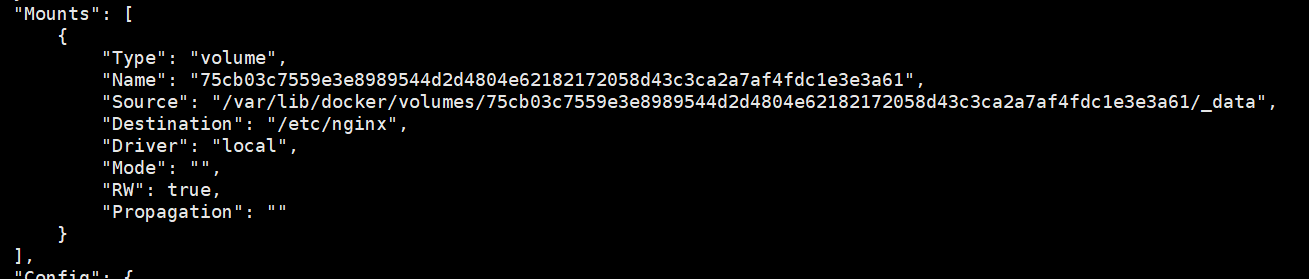 "Mounts": [
{
"Type": "volume",
"Name": "75cb03c7559e3e8989544d2d4804e62182172058d43c3ca2a7af4fdc1e3e3a61",
"Source": "/var/lib/docker/volumes/75cb03c7559e3e8989544d2d4804e62182172058d43c3ca2a7af4fdc1e3e3a61/_data",
"Destination": "/etc/nginx",
"Driver": "local",
"Mode": "",
"RW": true,
"Propagation": ""
}
],
"Config": {